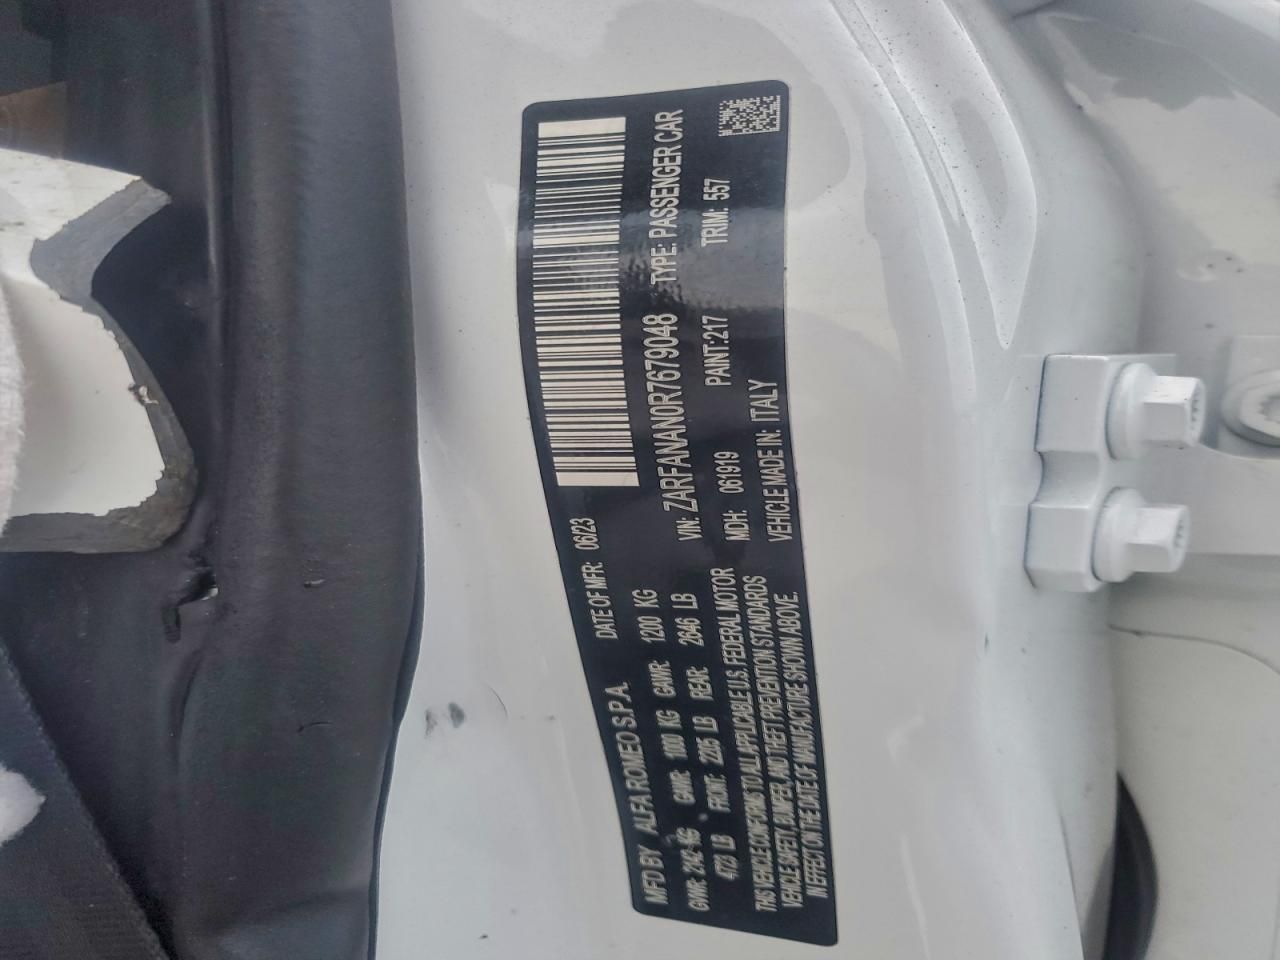 MFD BY ALFA ROMEO S.P.A. DATE OF MFR: 06/23
GVWR: 2142 KG GAWR: 1000 KG GAWR: 1200 KG
4723 LB FRONT: 2205 LB REAR: 2646 LB
THIS VEHICLE CONFORMS TO ALL APPLICABLE U.S. FEDERAL MOTOR
VEHICLE SAFETY, BUMPER, AND THEFT PREVENTION STANDARDS
IN EFFECT ON THE DATE OF MANUFACTURE SHOWN ABOVE.
VIN: ZARFANAN0R7679048 TYPE: PASSENGER CAR
MDH: 061919 PAINT:217 TRIM: 557
VEHICLE MADE IN: ITALY